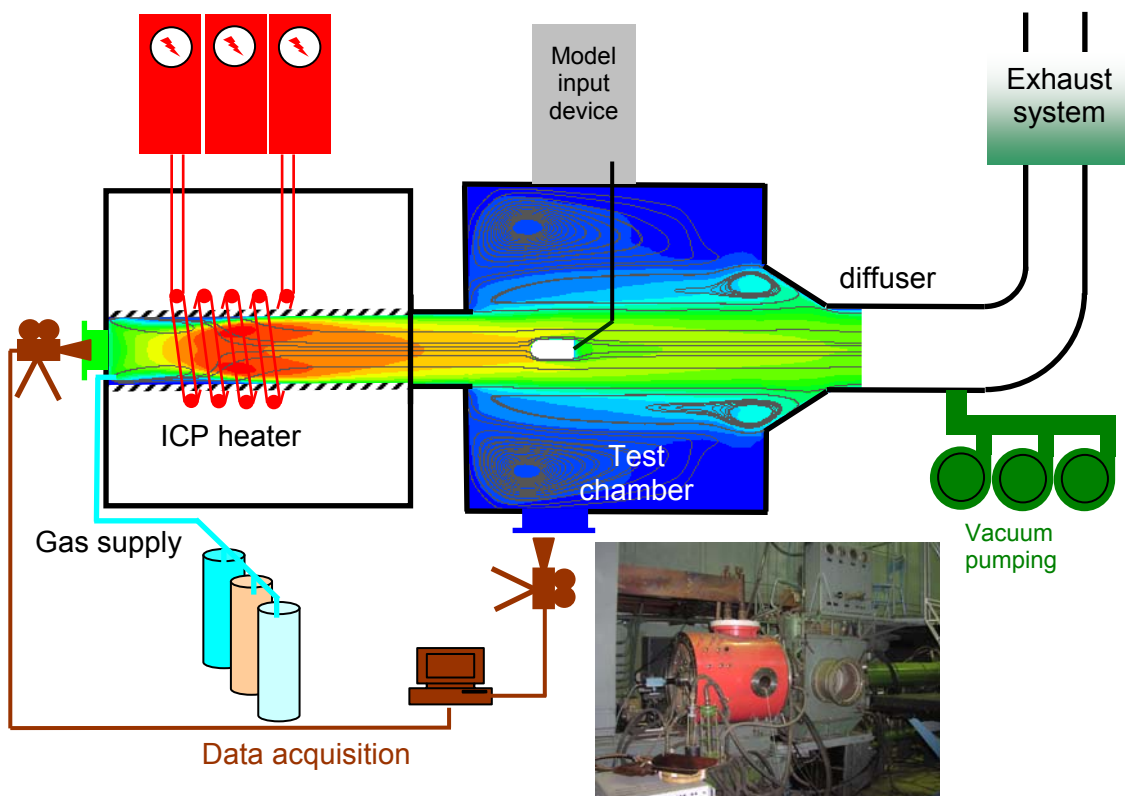 Model
input
device
Exhaust
system
diffuser
ICP heater
Test
chamber
Gas supply
Vacuum
pumping
Data acquisition